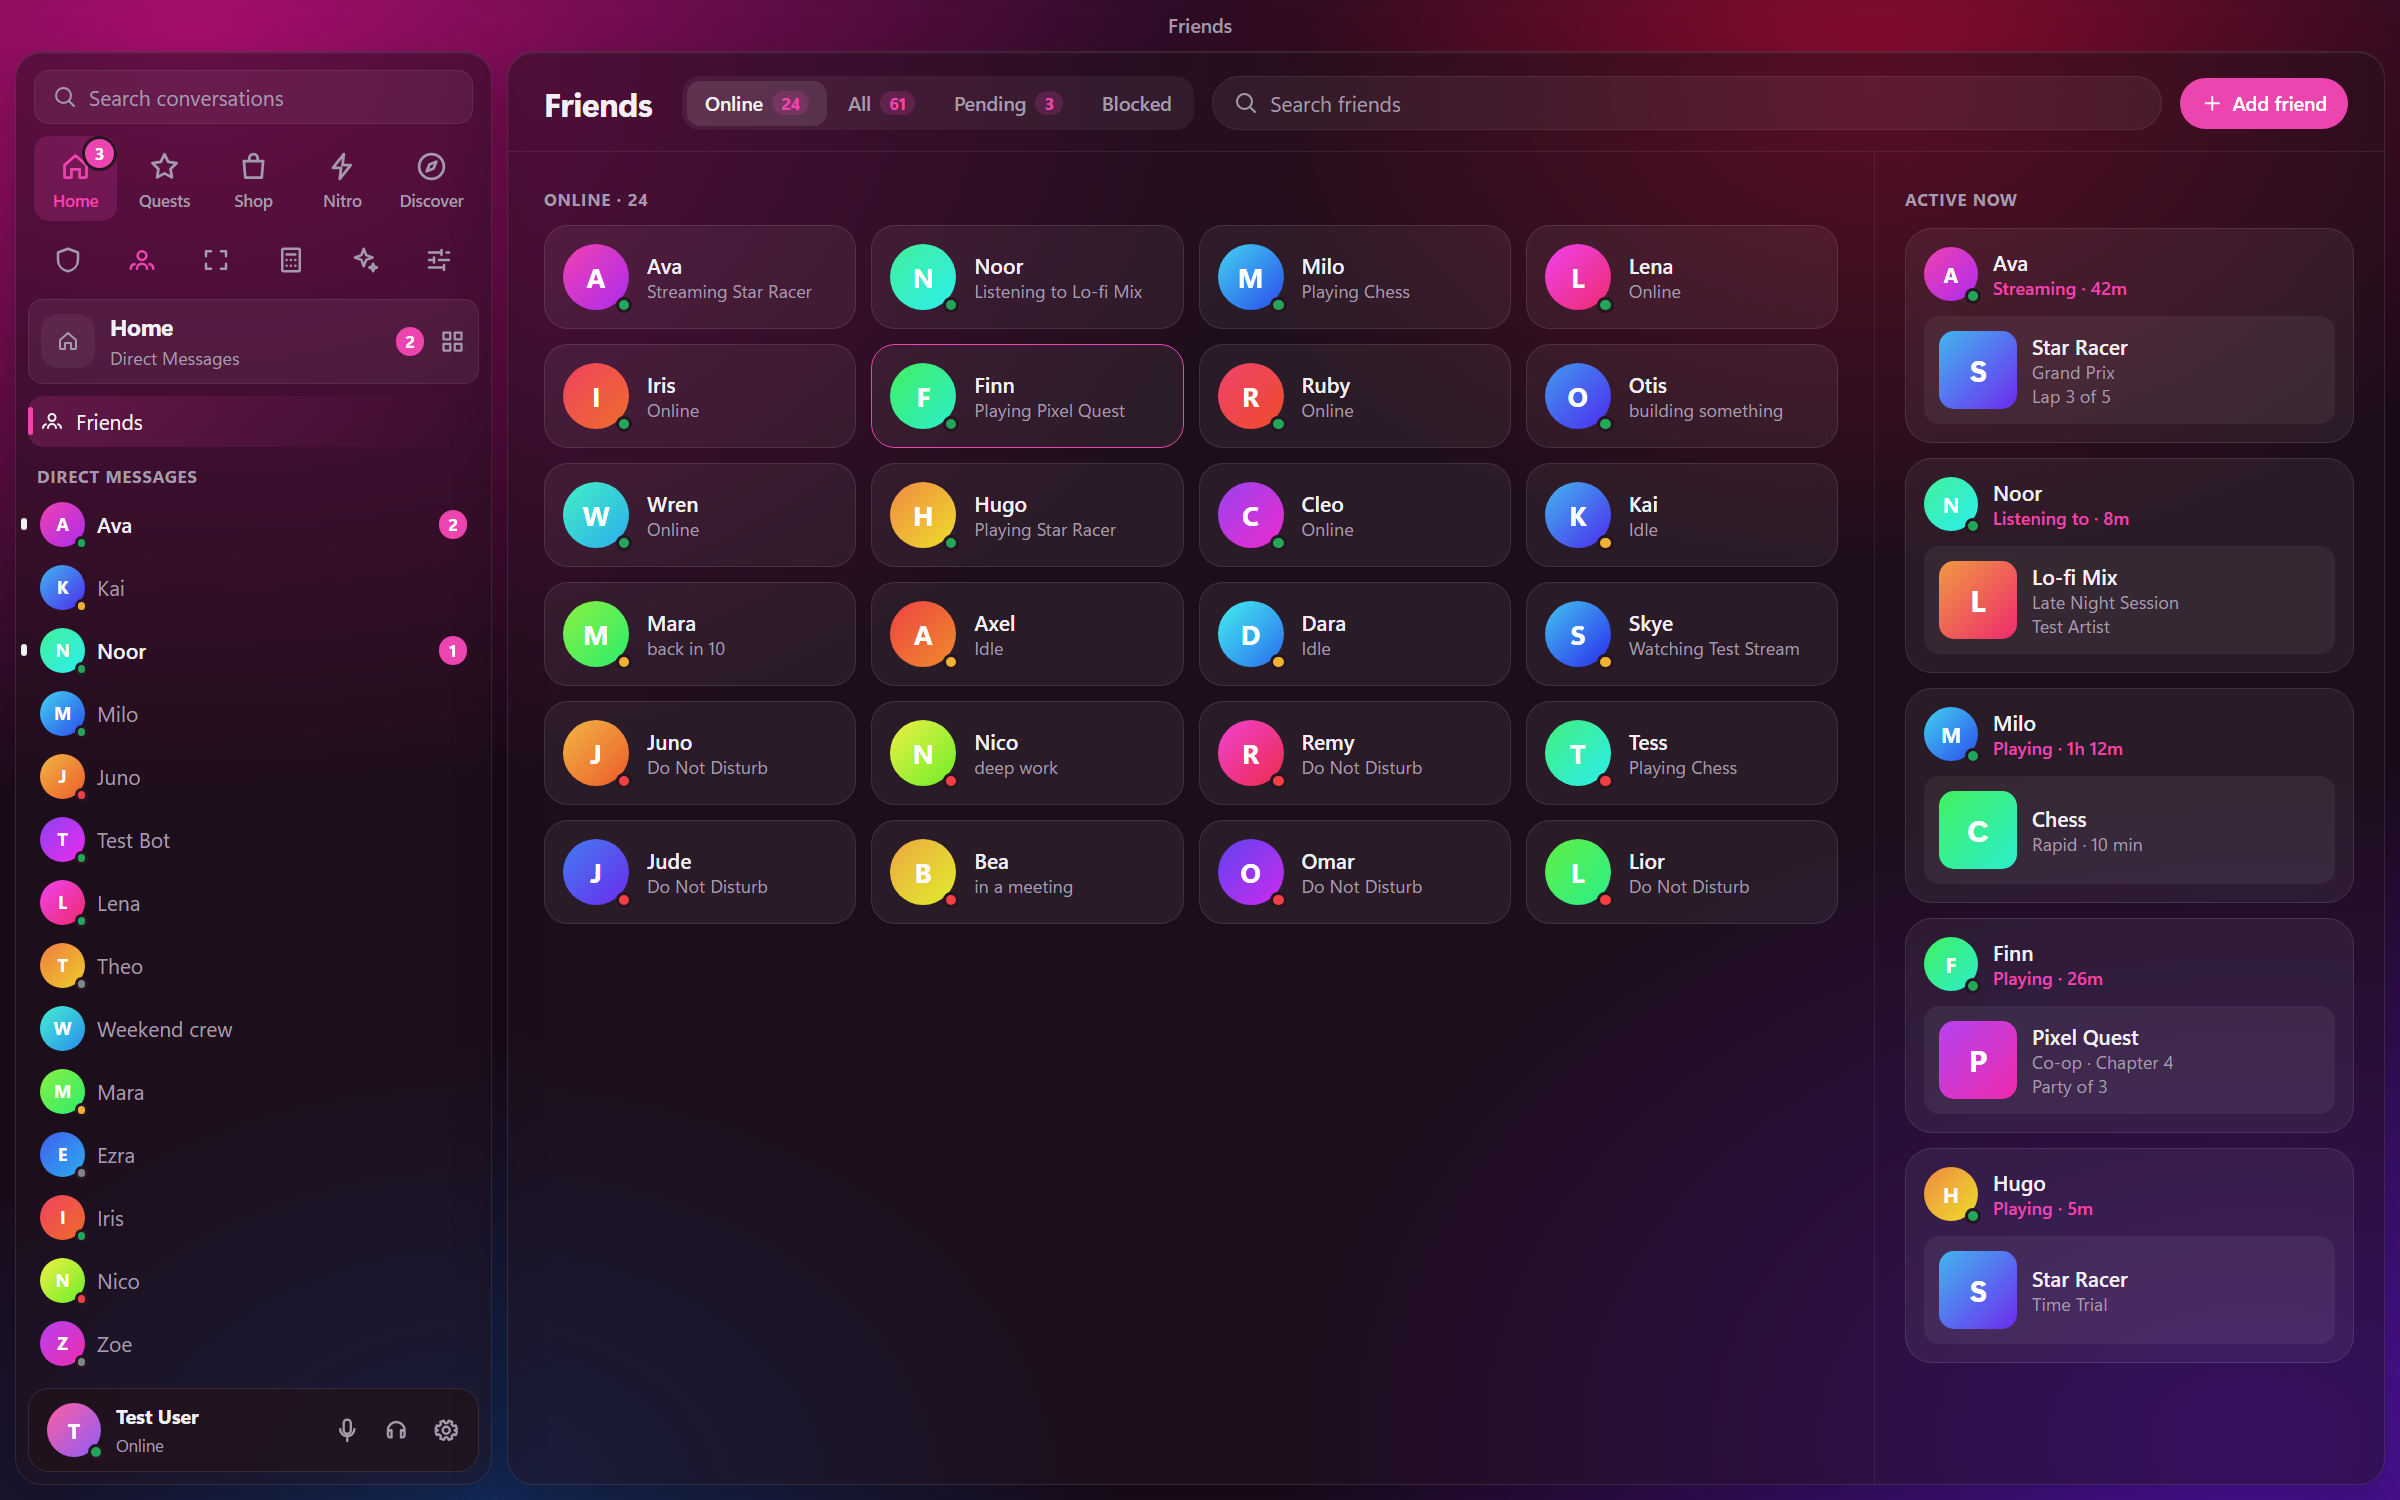 Friends
Search conversations
3
Home
Quests
Shop
Nitro
Discover
Home
Direct Messages
2
Friends
DIRECT MESSAGES
A
Ava
2
K
Kai
N
Noor
1
M
Milo
J
Juno
T
Test Bot
L
Lena
T
Theo
W
Weekend crew
M
Mara
E
Ezra
I
Iris
N
Nico
Z
Zoe
T
Test User
Online
Friends
Online 24
All 61
Pending 3
Blocked
Search friends
+ Add friend
ONLINE · 24
A
Ava
Streaming Star Racer
N
Noor
Listening to Lo-fi Mix
M
Milo
Playing Chess
L
Lena
Online
I
Iris
Online
F
Finn
Playing Pixel Quest
R
Ruby
Online
O
Otis
building something
W
Wren
Online
H
Hugo
Playing Star Racer
C
Cleo
Online
K
Kai
Idle
M
Mara
back in 10
A
Axel
Idle
D
Dara
Idle
S
Skye
Watching Test Stream
J
Juno
Do Not Disturb
N
Nico
deep work
R
Remy
Do Not Disturb
T
Tess
Playing Chess
J
Jude
Do Not Disturb
B
Bea
in a meeting
O
Omar
Do Not Disturb
L
Lior
Do Not Disturb
ACTIVE NOW
A
Ava
Streaming · 42m
S
Star Racer
Grand Prix
Lap 3 of 5
N
Noor
Listening to · 8m
L
Lo-fi Mix
Late Night Session
Test Artist
M
Milo
Playing · 1h 12m
C
Chess
Rapid · 10 min
F
Finn
Playing · 26m
P
Pixel Quest
Co-op · Chapter 4
Party of 3
H
Hugo
Playing · 5m
S
Star Racer
Time Trial